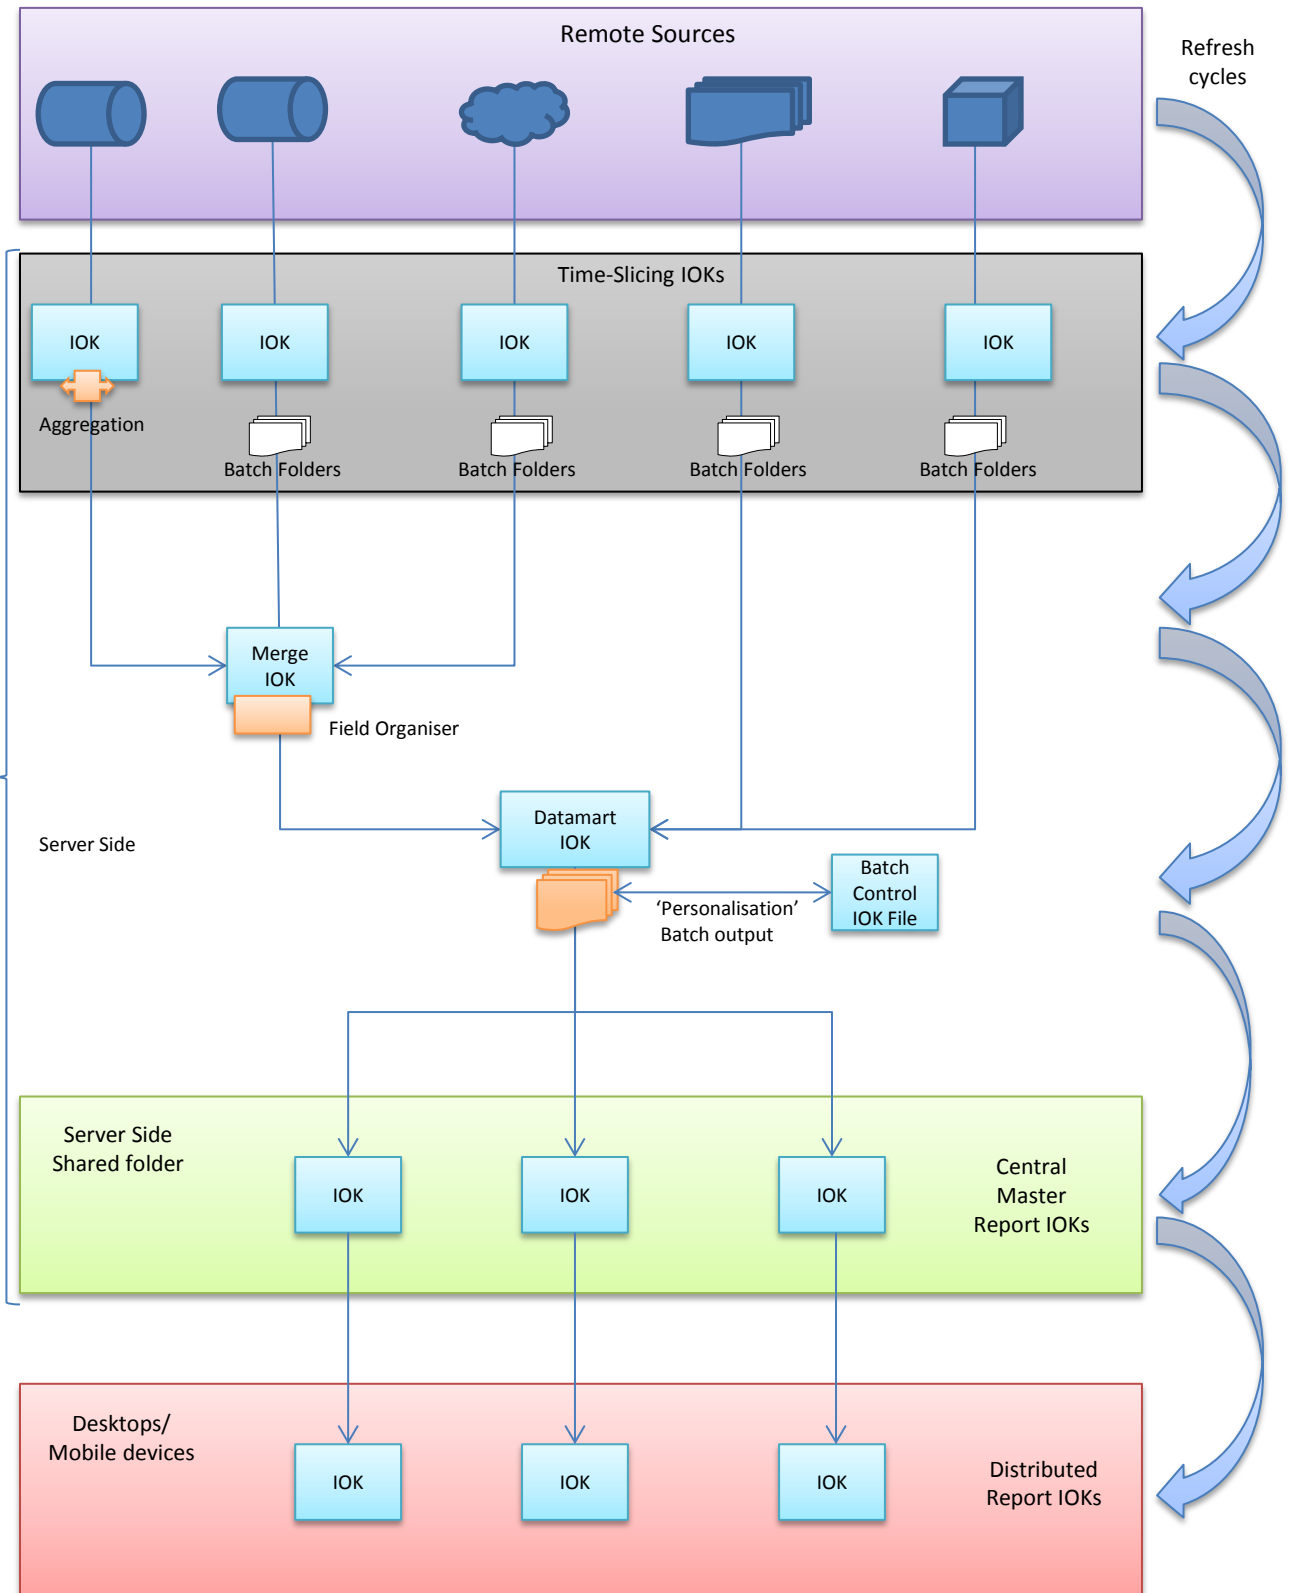 Remote Sources
Refresh
cycles
Time-Slicing IOKs
IOK
IOK
IOK
IOK
IOK
Aggregation
Batch Folders
Batch Folders
Batch Folders
Batch Folders
Merge
IOK
Field Organiser
Datamart
IOK
Server Side
Batch
Control
IOK File
‘Personalisation’
Batch output
Server Side
Shared folder
IOK
IOK
IOK
Central
Master
Report IOKs
Desktops/
Mobile devices
IOK
IOK
IOK
Distributed
Report IOKs